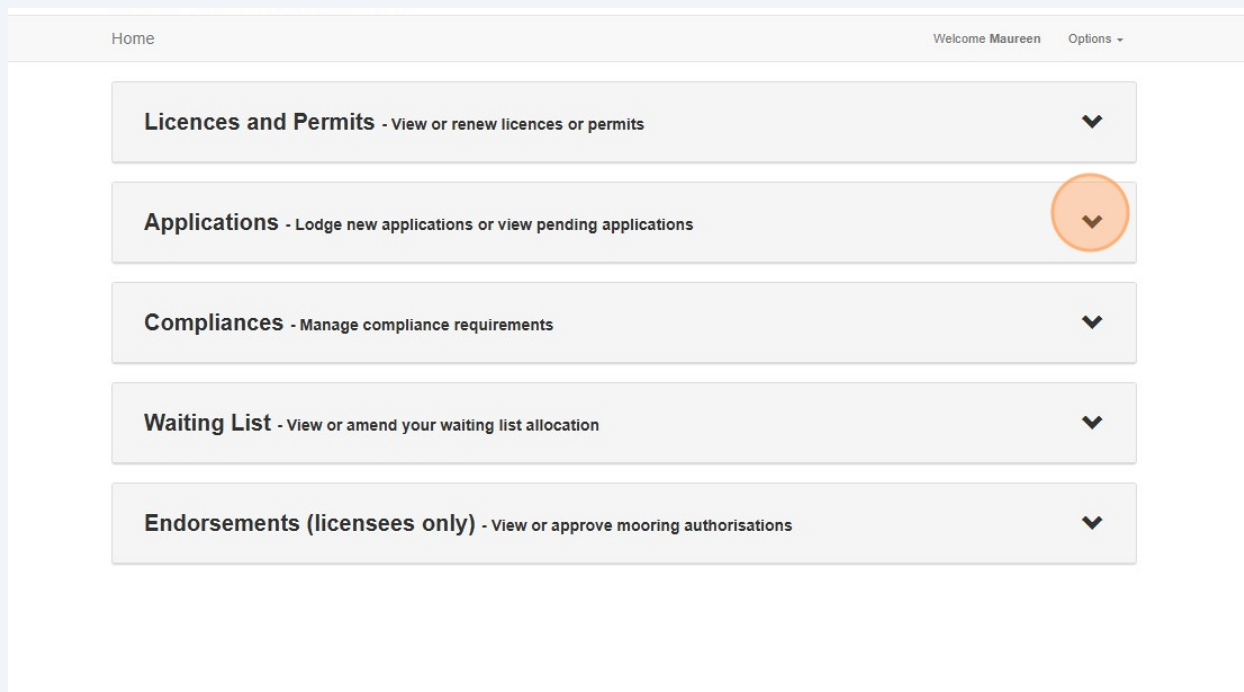 Home
Welcome Maureen
Options
Licences and Permits - View or renew licences or permits
Applications - Lodge new applications or view pending applications
Compliances - Manage compliance requirements
Waiting List - View or amend your waiting list allocation
Endorsements (licensees only) - View or approve mooring authorisations